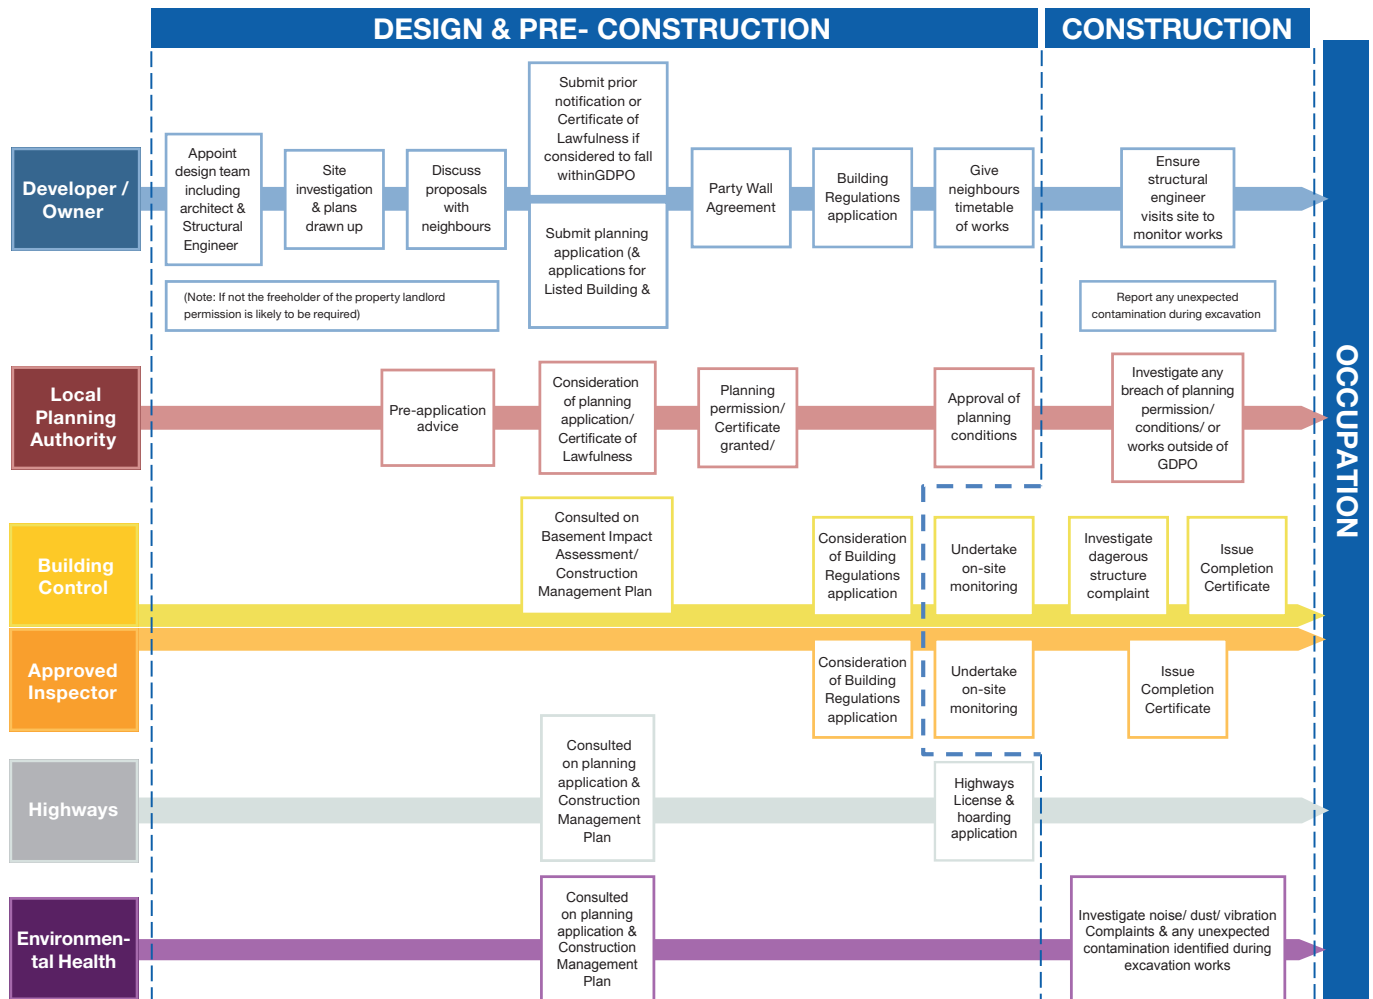 DESIGN & PRE- CONSTRUCTION
CONSTRUCTION
OCCUPATION
Developer /
Owner
Appoint
design team
including
architect &
Structural
Engineer
Site
investigation
& plans
drawn up
Discuss
proposals
with
neighbours
Submit prior
notification or
Certificate of
Lawfulness if
considered to fall
withinGDPO
Submit planning
application (&
applications for
Listed Building &
Party Wall
Agreement
Building
Regulations
application
Give
neighbours
timetable
of works
Ensure
structural
engineer
visits site to
monitor works
(Note: If not the freeholder of the property landlord
permission is likely to be required)
Report any unexpected
contamination during excavation
Local
Planning
Authority
Pre-application
advice
Consideration
of planning
application/
Certificate of
Lawfulness
Planning
permission/
Certificate
granted/
Approval of
planning
conditions
Investigate any
breach of planning
permission/
conditions/ or
works outside of
GDPO
Building
Control
Consulted on
Basement Impact
Assessment/
Construction
Management Plan
Consideration
of Building
Regulations
application
Undertake
on-site
monitoring
Investigate
dagerous
structure
complaint
Issue
Completion
Certificate
Approved
Inspector
Consideration
of Building
Regulations
application
Undertake
on-site
monitoring
Issue
Completion
Certificate
Highways
Consulted
on planning
application &
Construction
Management
Plan
Highways
License &
hoarding
application
Environmen-
tal Health
Consulted
on planning
application &
Construction
Management
Plan
Investigate noise/ dust/ vibration
Complaints & any unexpected
contamination identified during
excavation works